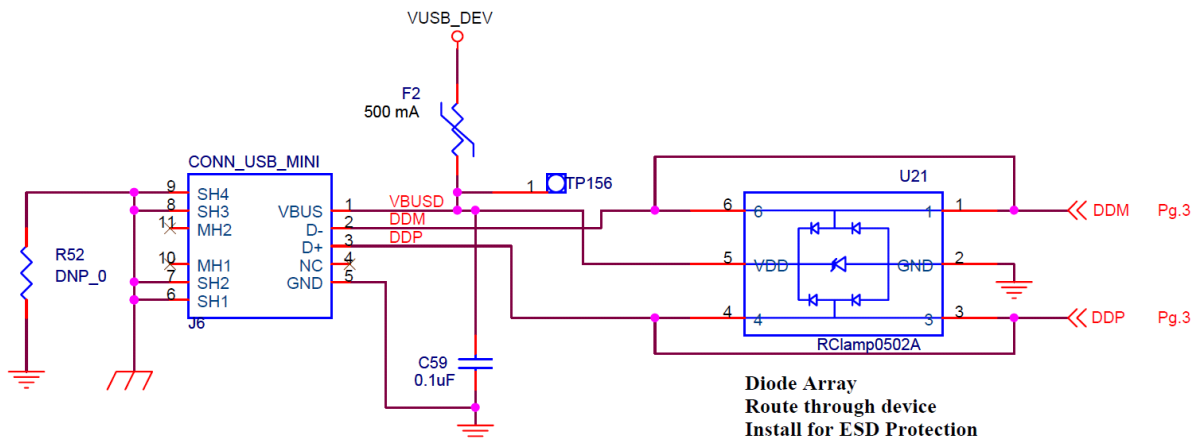 VUSB_DEV
F2
500 mA
CONN_USB_MINI
1
TP156
U21
9
SH4
8
SH3
11
MH2
VBUS
1
VBUSD
D-
2
DDM
D+
3
DDP
10
MH1
NC
4
7
SH2
GND
5
6
SH1
J6
R52
DNP_0
6
6
1
1
DDM
Pg.3
5
VDD
GND
2
4
4
3
3
DDP
Pg.3
RClamp0502A
C59
0.1uF
Diode Array
Route through device
Install for ESD Protection